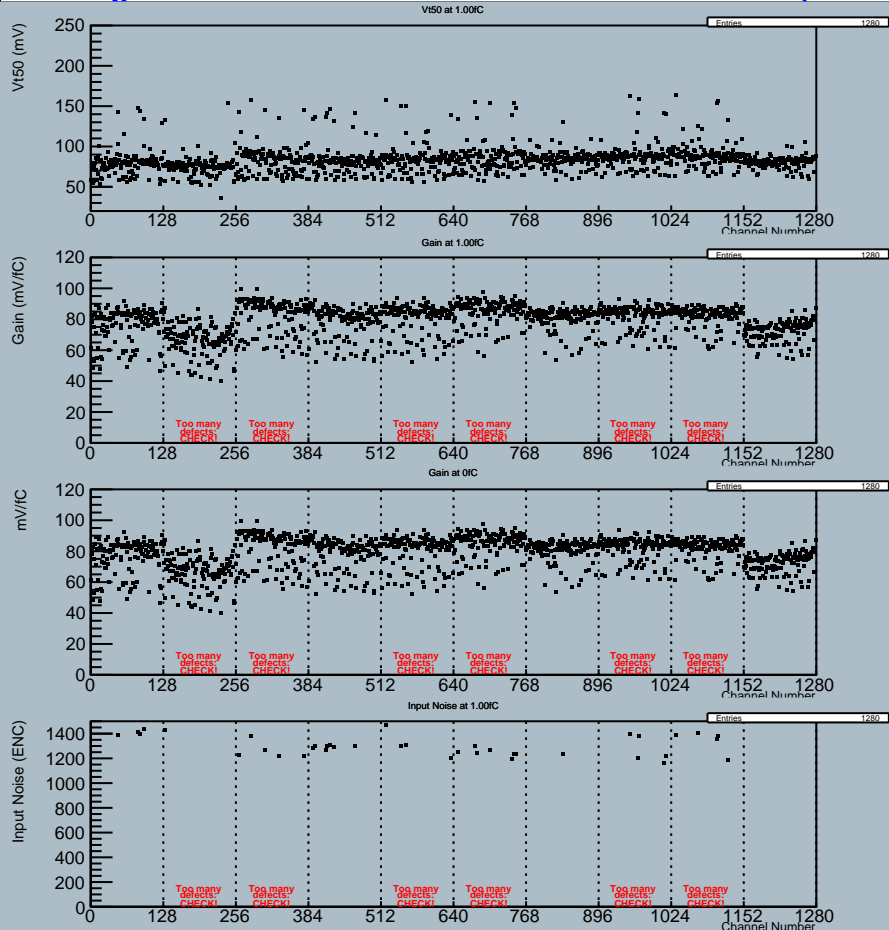 Vt50 at 1.00fC
Entries 1280
Vt50 (mV)
250
200
150
100
50
0 128 256 384 512 640 768 896 1024 1152 1280
Channel Number
Gain at 1.00fC
Entries 1280
Gain (mV/fC)
120
100
80
60
40
20
0
Too many Too many Too many Too many Too many Too many
defects: defects: defects: defects: defects: defects:
CHECK! CHECK! CHECK! CHECK! CHECK! CHECK!
0 128 256 384 512 640 768 896 1024 1152 1280
Channel Number
Gain at 0fC
Entries 1280
mV/fC
120
100
80
60
40
20
0
Too many Too many Too many Too many Too many Too many
defects: defects: defects: defects: defects: defects:
CHECK! CHECK! CHECK! CHECK! CHECK! CHECK!
0 128 256 384 512 640 768 896 1024 1152 1280
Channel Number
Input Noise at 1.00fC
Entries 1280
Input Noise (ENC)
1400
1200
1000
800
600
400
200
0
Too many Too many Too many Too many Too many Too many
defects: defects: defects: defects: defects: defects:
CHECK! CHECK! CHECK! CHECK! CHECK! CHECK!
0 128 256 384 512 640 768 896 1024 1152 1280
Channel Number